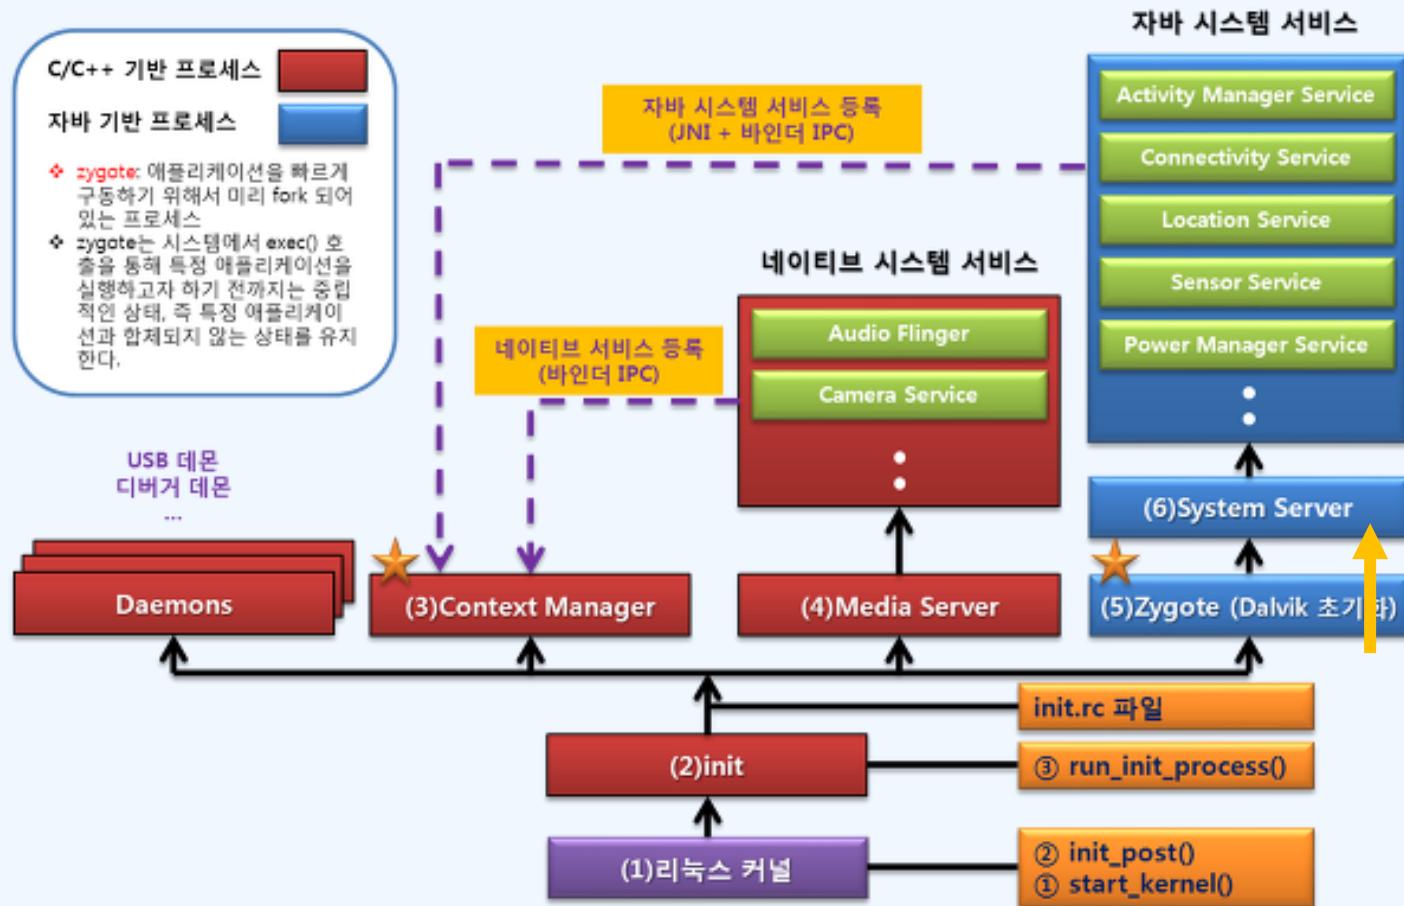 자바 시스템 서비스
C/C++ 기반 프로세스
자바 기반 프로세스
❖ zygote: 애플리케이션을 빠르게
구동하기 위해서 미리 fork 되어
있는 프로세스
❖ zygote는 시스템에서 exec() 호
출을 통해 특정 애플리케이션을
실행하고자 하기 전까지는 중립
적인 상태, 즉 특정 애플리케이
션과 합체되지 않는 상태를 유지
한다.
자바 시스템 서비스 등록
(JNI + 바인더 IPC)
Activity Manager Service
Connectivity Service
Location Service
Sensor Service
Power Manager Service
네이티브 시스템 서비스
Audio Flinger
Camera Service
네이티브 서비스 등록
(바인더 IPC)
USB 데몬
디버거 데몬
...
(6)System Server
Daemons
(3)Context Manager
(4)Media Server
(5)Zygote (Dalvik 초기화)
init.rc 파일
(2)init
③ run_init_process()
(1)리눅스 커널
② init_post()
① start_kernel()